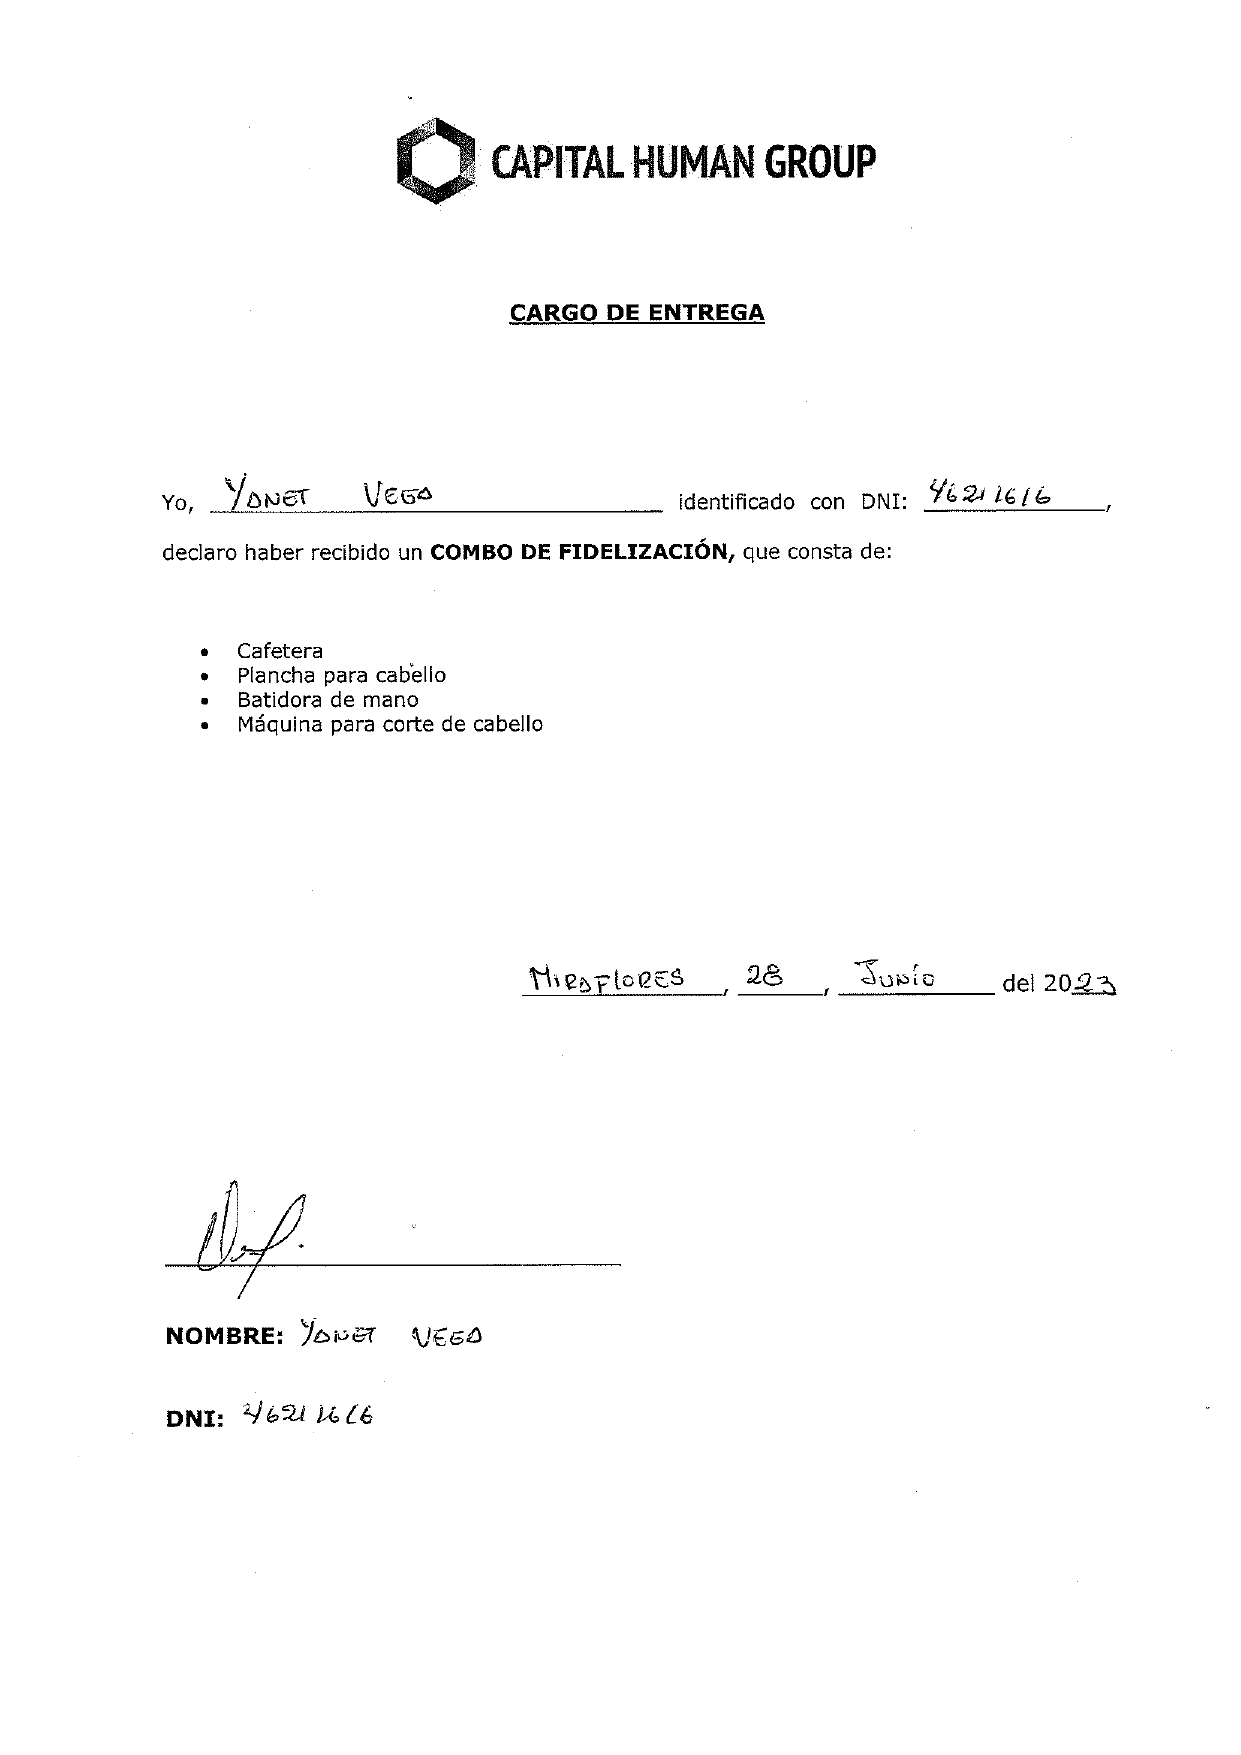 CAPITAL HUMAN GROUP
CARGO DE ENTREGA
Yo, YANET VEGA identificado con DNI: 46211616,
declaro haber recibido un COMBO DE FIDELIZACIÓN, que consta de:
• Cafetera
• Plancha para cabello
• Batidora de mano
• Máquina para corte de cabello
MIRAFlORES, 28, Junio del 2023
NOMBRE: YANET VEGA
DNI: 46211616